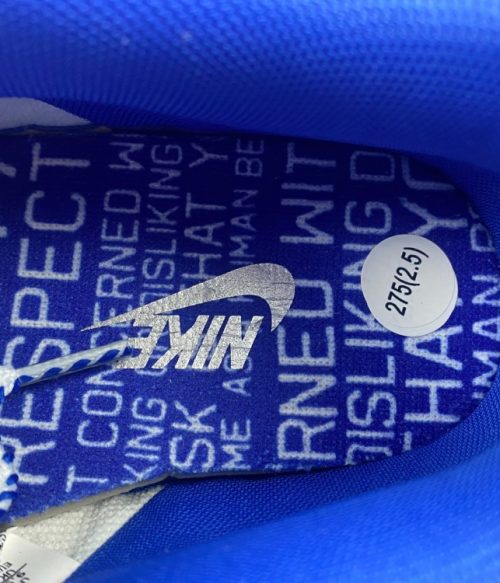 RESPECT
T CONCERNED WI
KING DISLIKING
SK THAT Y
ME AS HUMAN BE
RNED WIT
DISLIKING
HAT YO
NIKE
275(2.5)